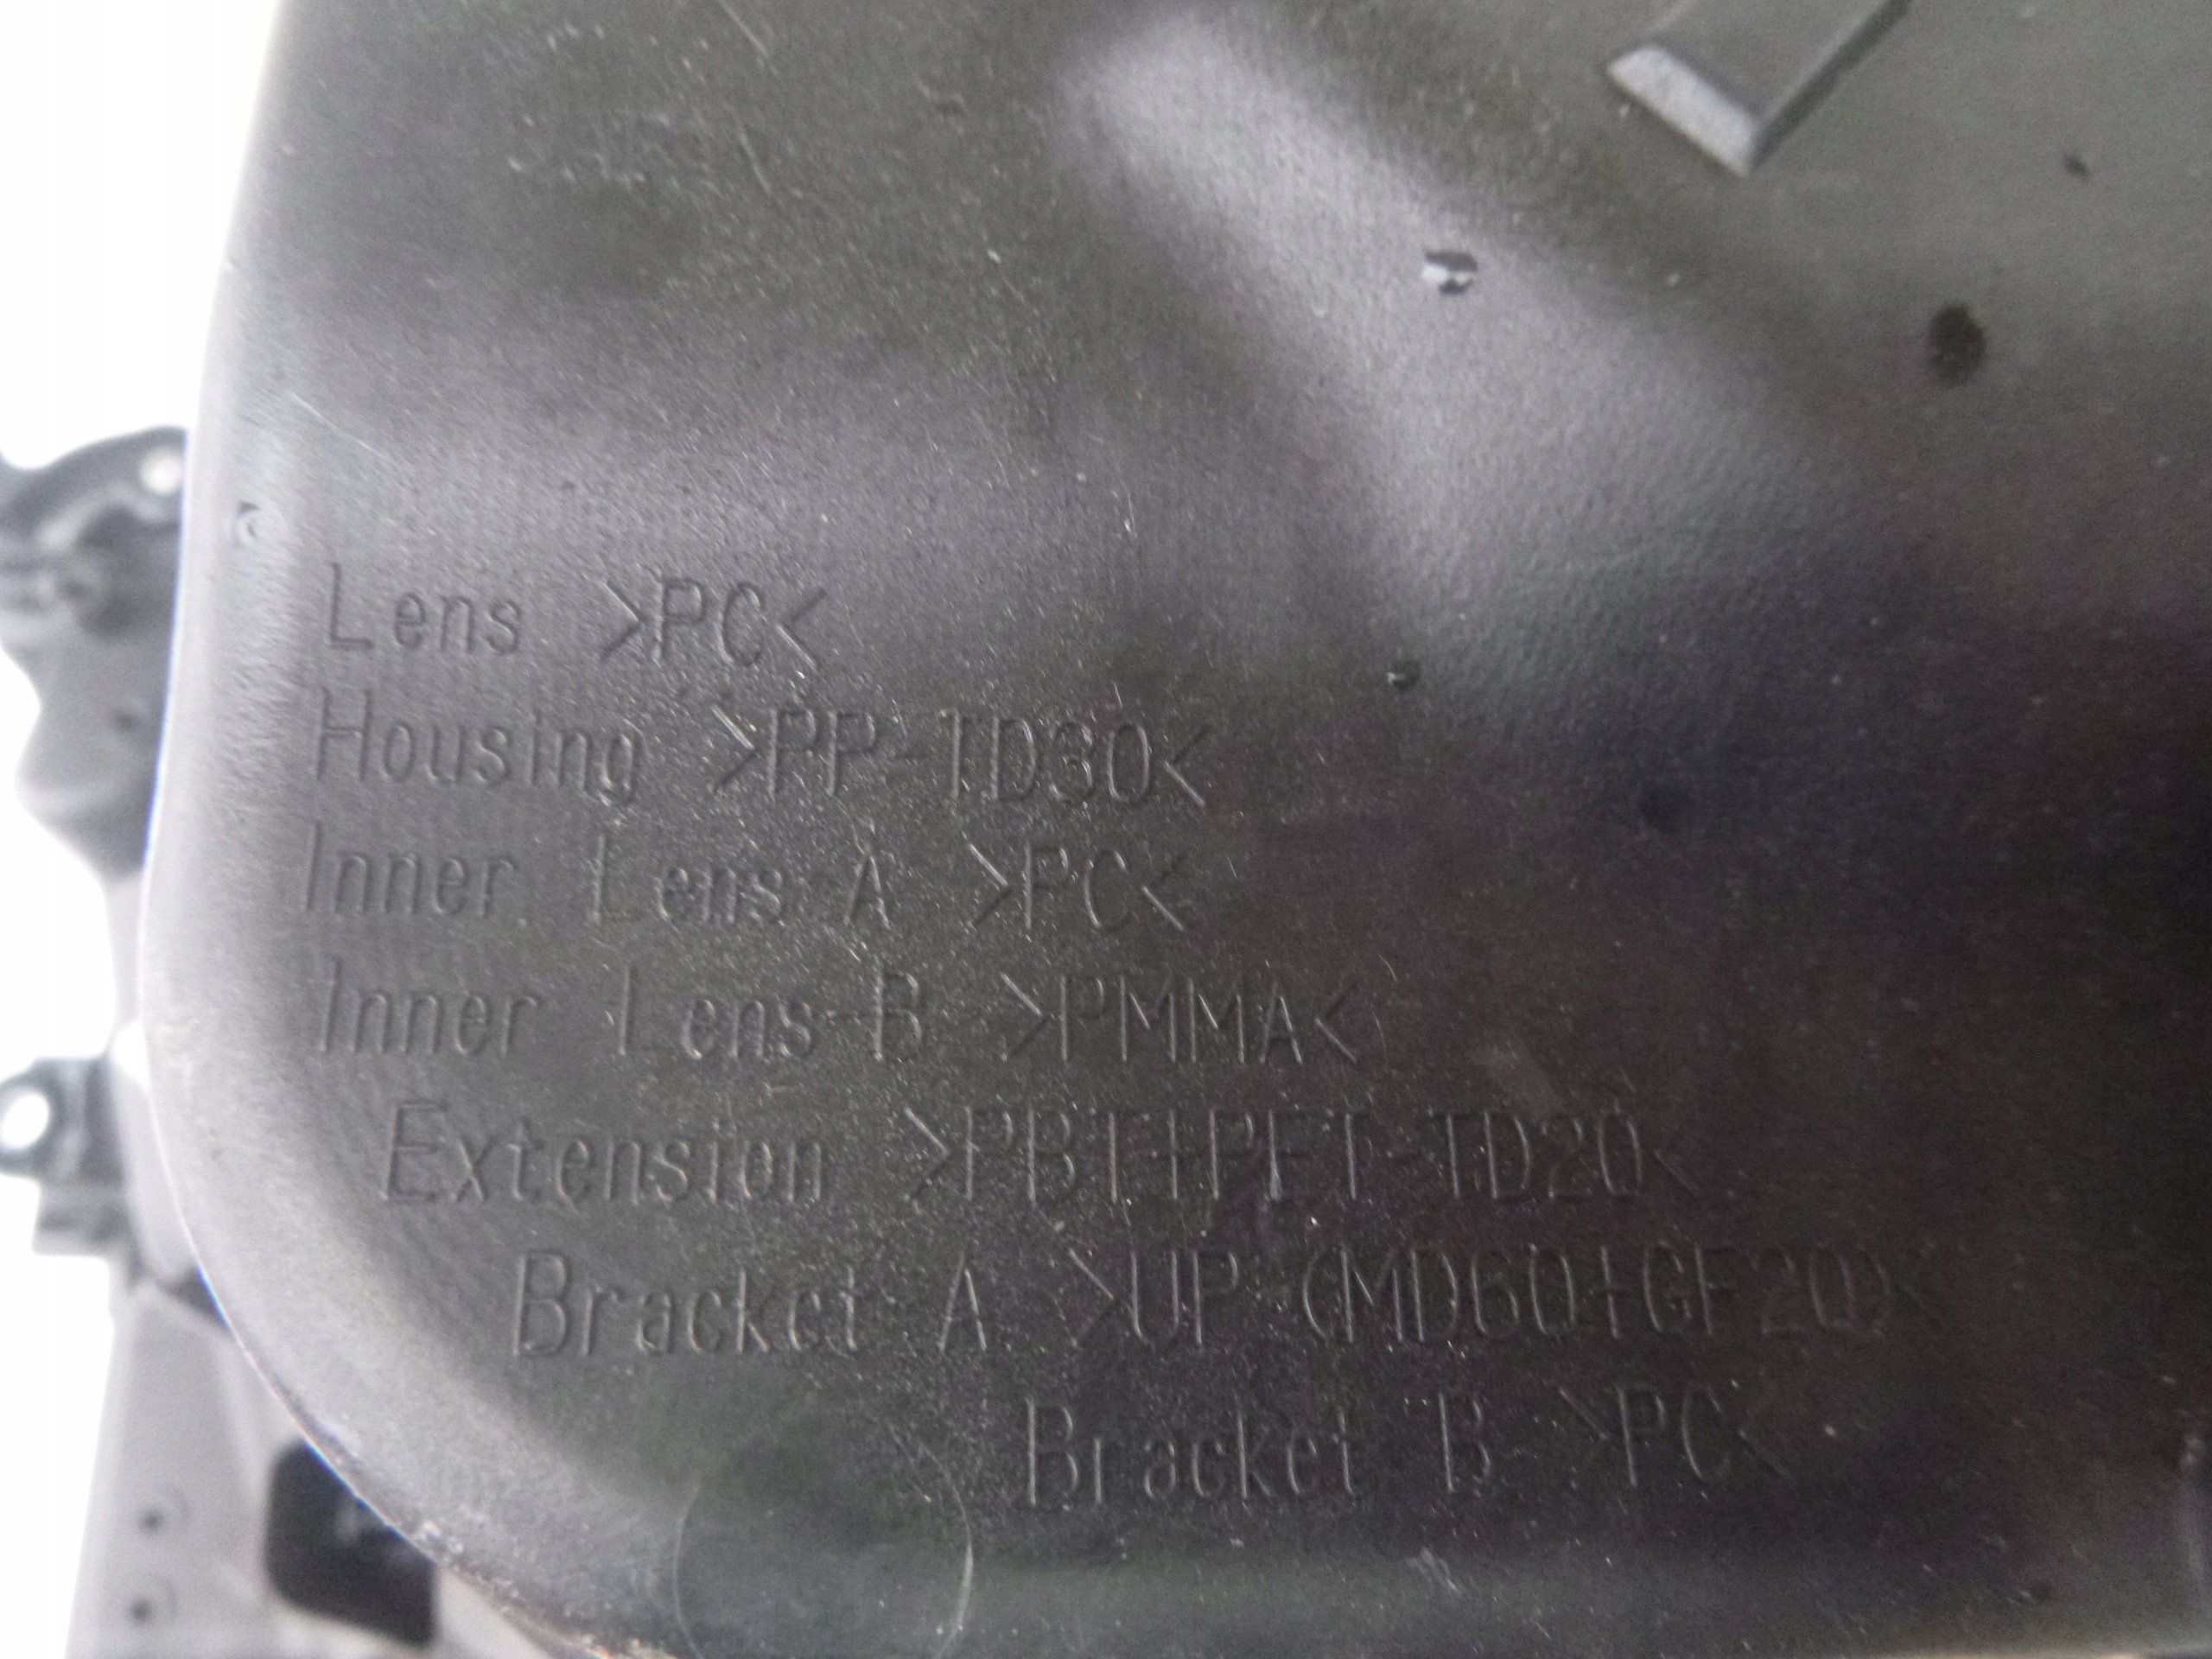 Lens >PC<
Housing >PP-TD30<
Inner Lens A >PC<
Inner Lens B >PMMA<
Extension >PBT+PET-TD20<
Bracket A >UP (MD60+GF20)<
Bracket B >PC<